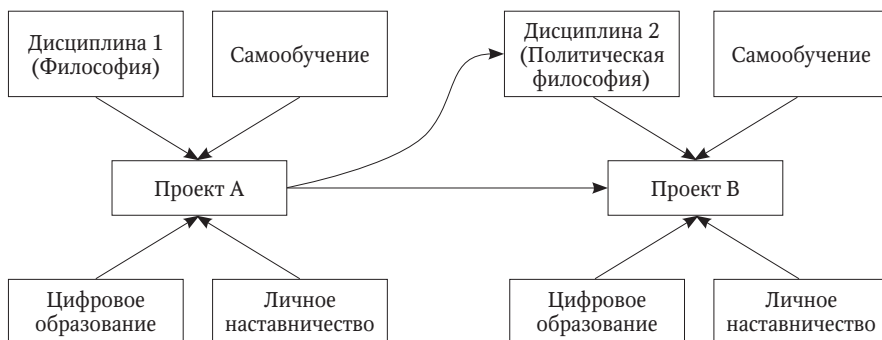 Дисциплина 1
(Философия)
Самообучение
Дисциплина 2
(Политическая
философия)
Самообучение
Проект А
Проект В
Цифровое
образование
Личное
наставничество
Цифровое
образование
Личное
наставничество